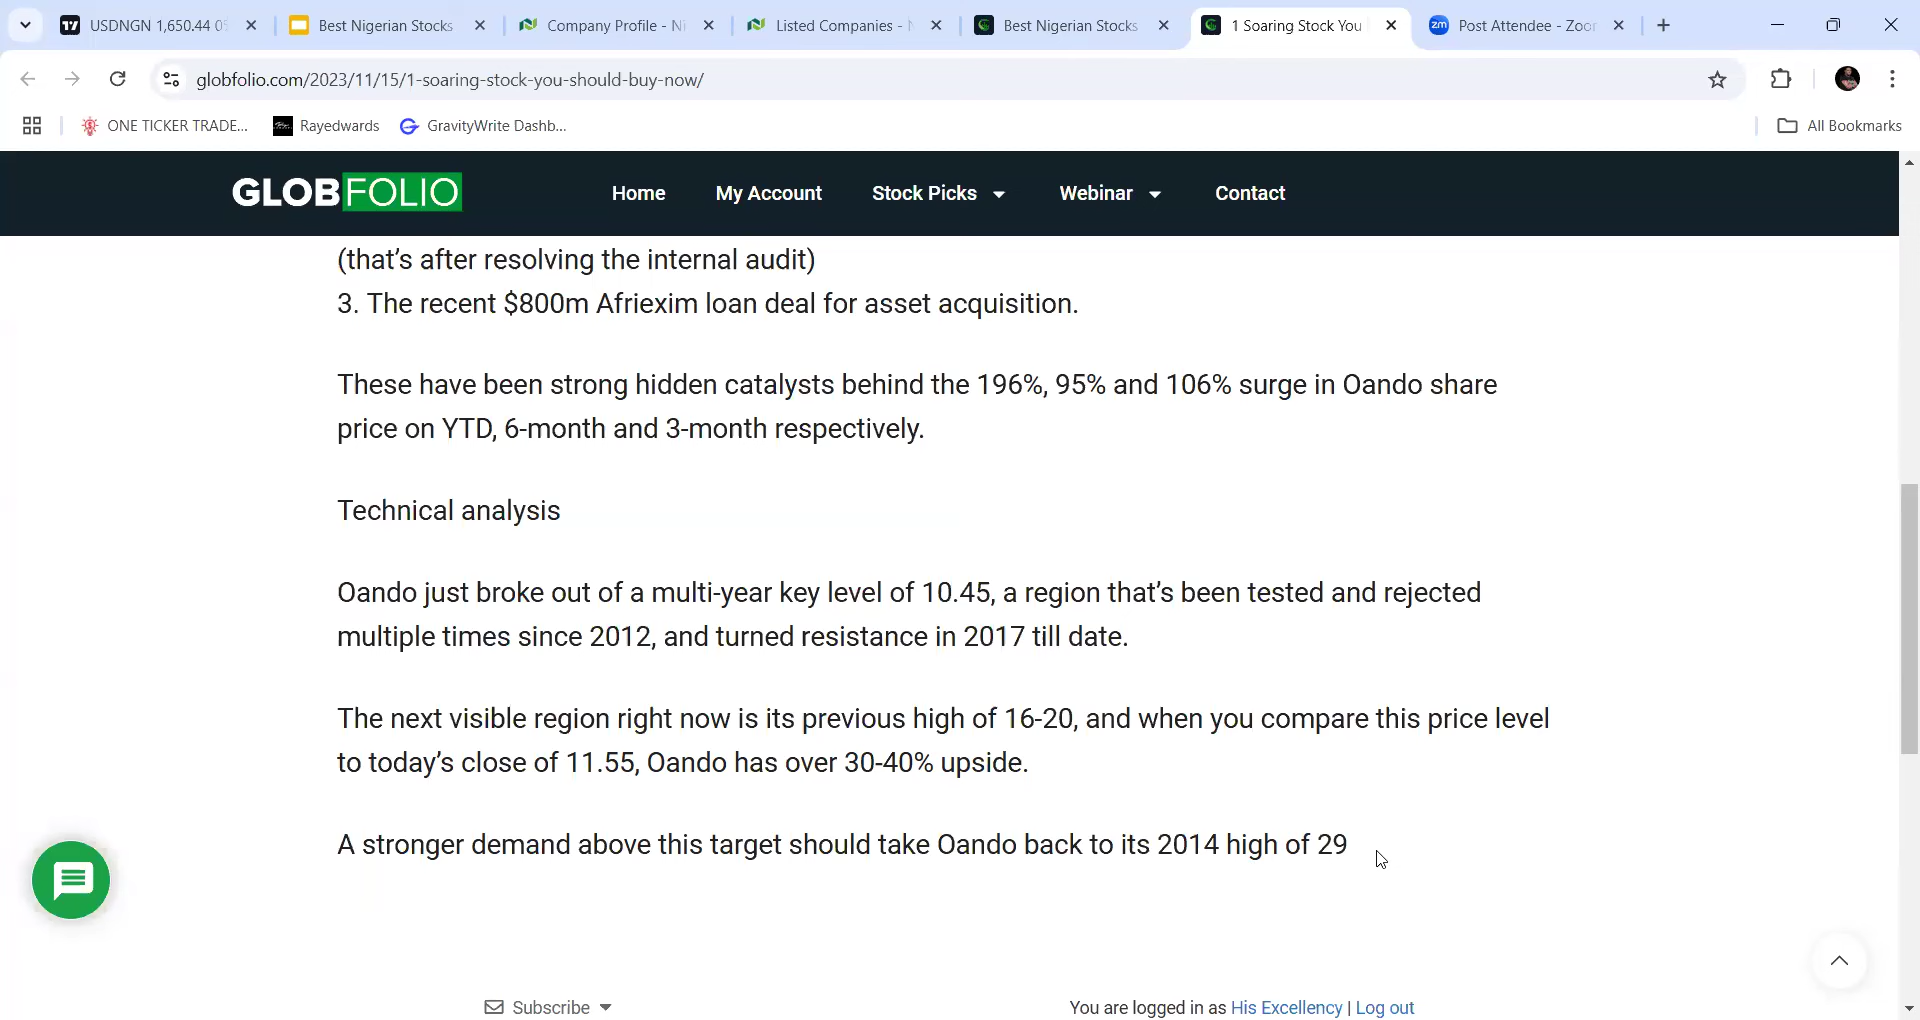 USDNGN 1,650.44
Best Nigerian Stocks
Company Profile - Ni
Listed Companies - N
Best Nigerian Stocks
1 Soaring Stock You
Post Attendee - Zoo
globfolio.com/2023/11/15/1-soaring-stock-you-should-buy-now/
ONE TICKER TRADE...
Rayedwards
GravityWrite Dashb...
All Bookmarks
GLOBFOLIO
Home
My Account
Stock Picks
Webinar
Contact
(that’s after resolving the internal audit)
3. The recent $800m Afriexim loan deal for asset acquisition.
These have been strong hidden catalysts behind the 196%, 95% and 106% surge in Oando share
price on YTD, 6-month and 3-month respectively.
Technical analysis
Oando just broke out of a multi-year key level of 10.45, a region that’s been tested and rejected
multiple times since 2012, and turned resistance in 2017 till date.
The next visible region right now is its previous high of 16-20, and when you compare this price level
to today’s close of 11.55, Oando has over 30-40% upside.
A stronger demand above this target should take Oando back to its 2014 high of 29
Subscribe
You are logged in as His Excellency | Log out